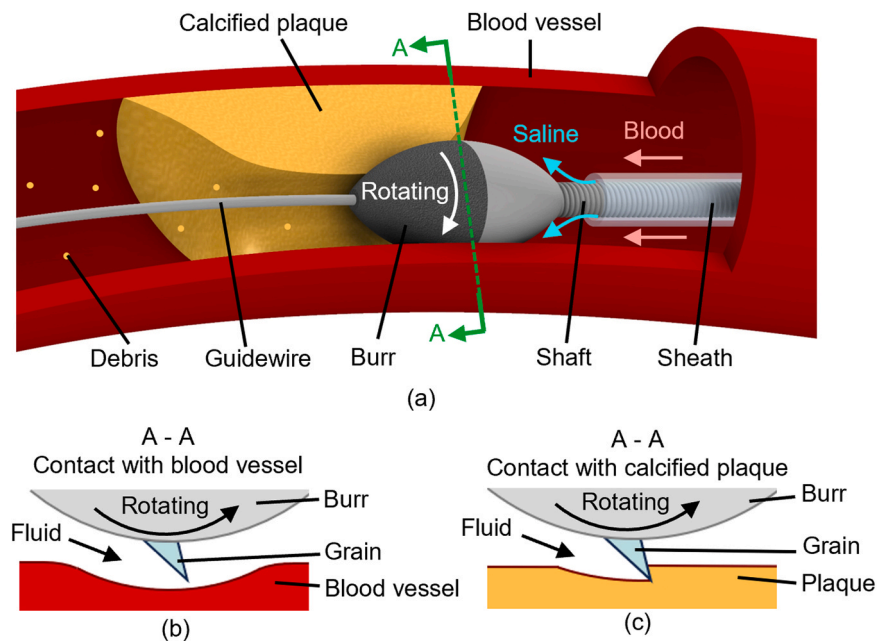 Calcified plaque
Blood vessel
A
Saline
Blood
Rotating
A
Debris
Guidewire
Burr
Shaft
Sheath
(a)
A - A
Contact with blood vessel
Rotating
Burr
Fluid
Grain
Blood vessel
(b)
A - A
Contact with calcified plaque
Rotating
Burr
Fluid
Grain
Plaque
(c)